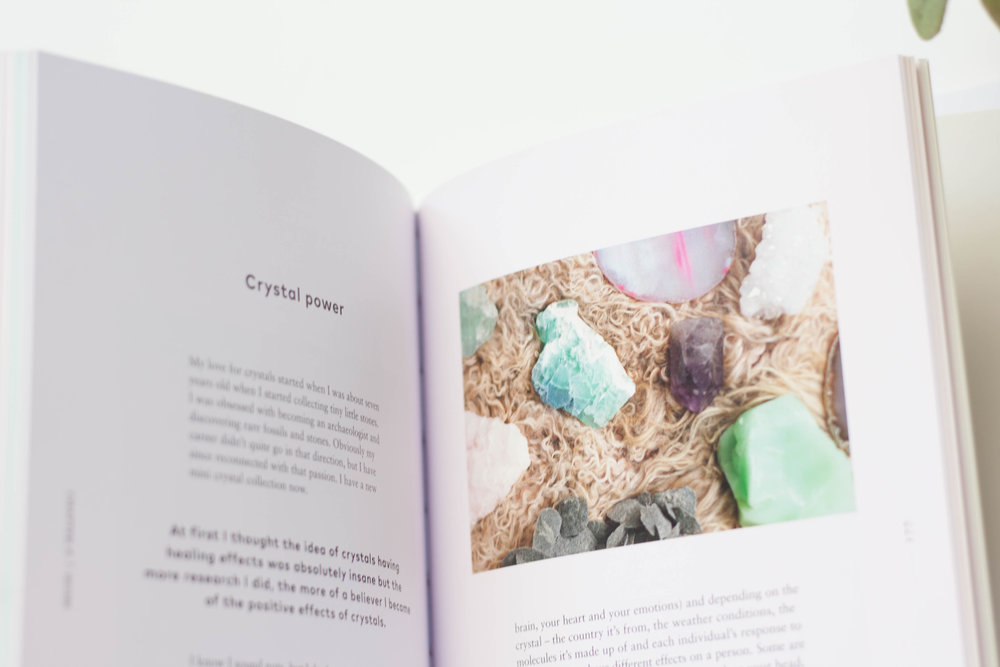 Crystal power
My love for crystals started when I was about seven
years old when I started collecting tiny little stones.
I was obsessed with becoming an archaeologist and
discovering rare fossils and stones. Obviously my
career didn't quite go in that direction, but I have
since reconnected with that passion. I have a new
mini crystal collection now.
At first I thought the idea of crystals having
healing effects was absolutely insane but the
more research I did, the more of a believer I became
of the positive effects of crystals.
brain, your heart and your emotions) and depending on the
crystal – the country it's from, the weather conditions, the
molecules it's made up of and each individual's response to
different effects on a person. Some are